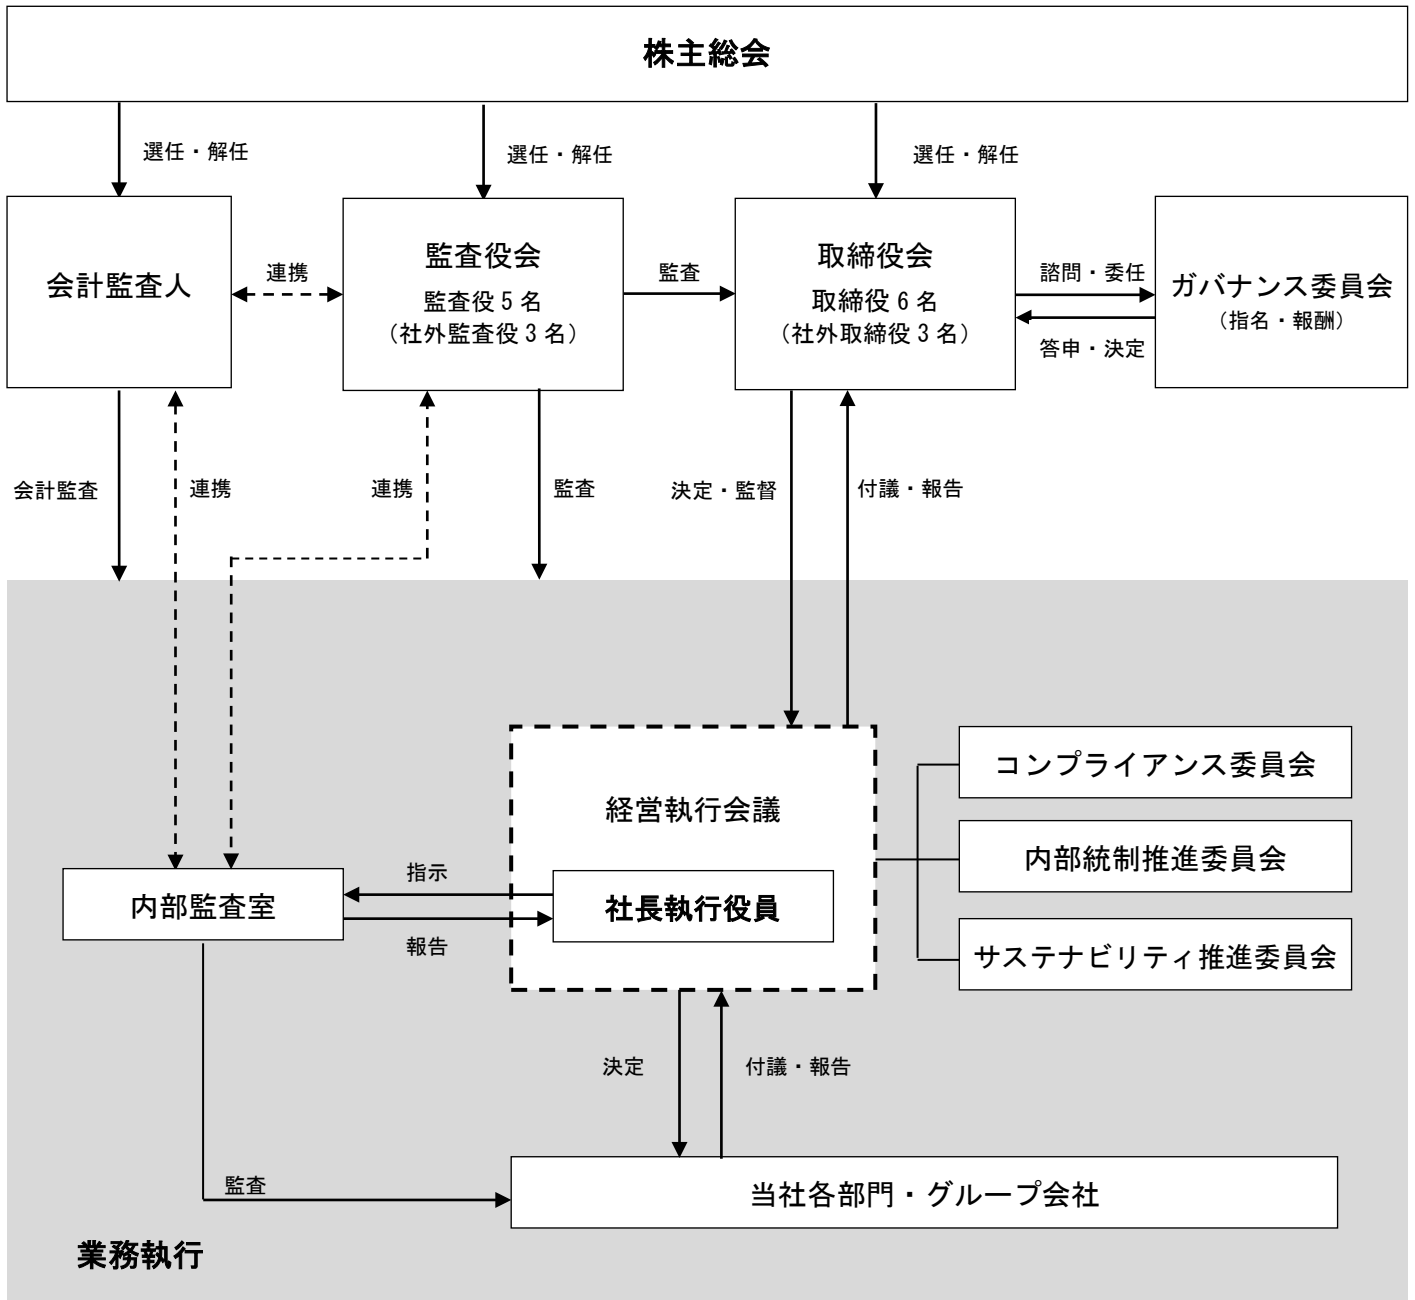 株主総会
選任・解任
選任・解任
選任・解任
会計監査人
連携
監査役会
監査役5名
（社外監査役3名）
監査
取締役会
取締役6名
（社外取締役3名）
諮問・委任
答申・決定
ガバナンス委員会
（指名・報酬）
会計監査
連携
連携
監査
決定・監督
付議・報告
経営執行会議
社長執行役員
コンプライアンス委員会
内部統制推進委員会
サステナビリティ推進委員会
内部監査室
指示
報告
決定
付議・報告
監査
当社各部門・グループ会社
業務執行